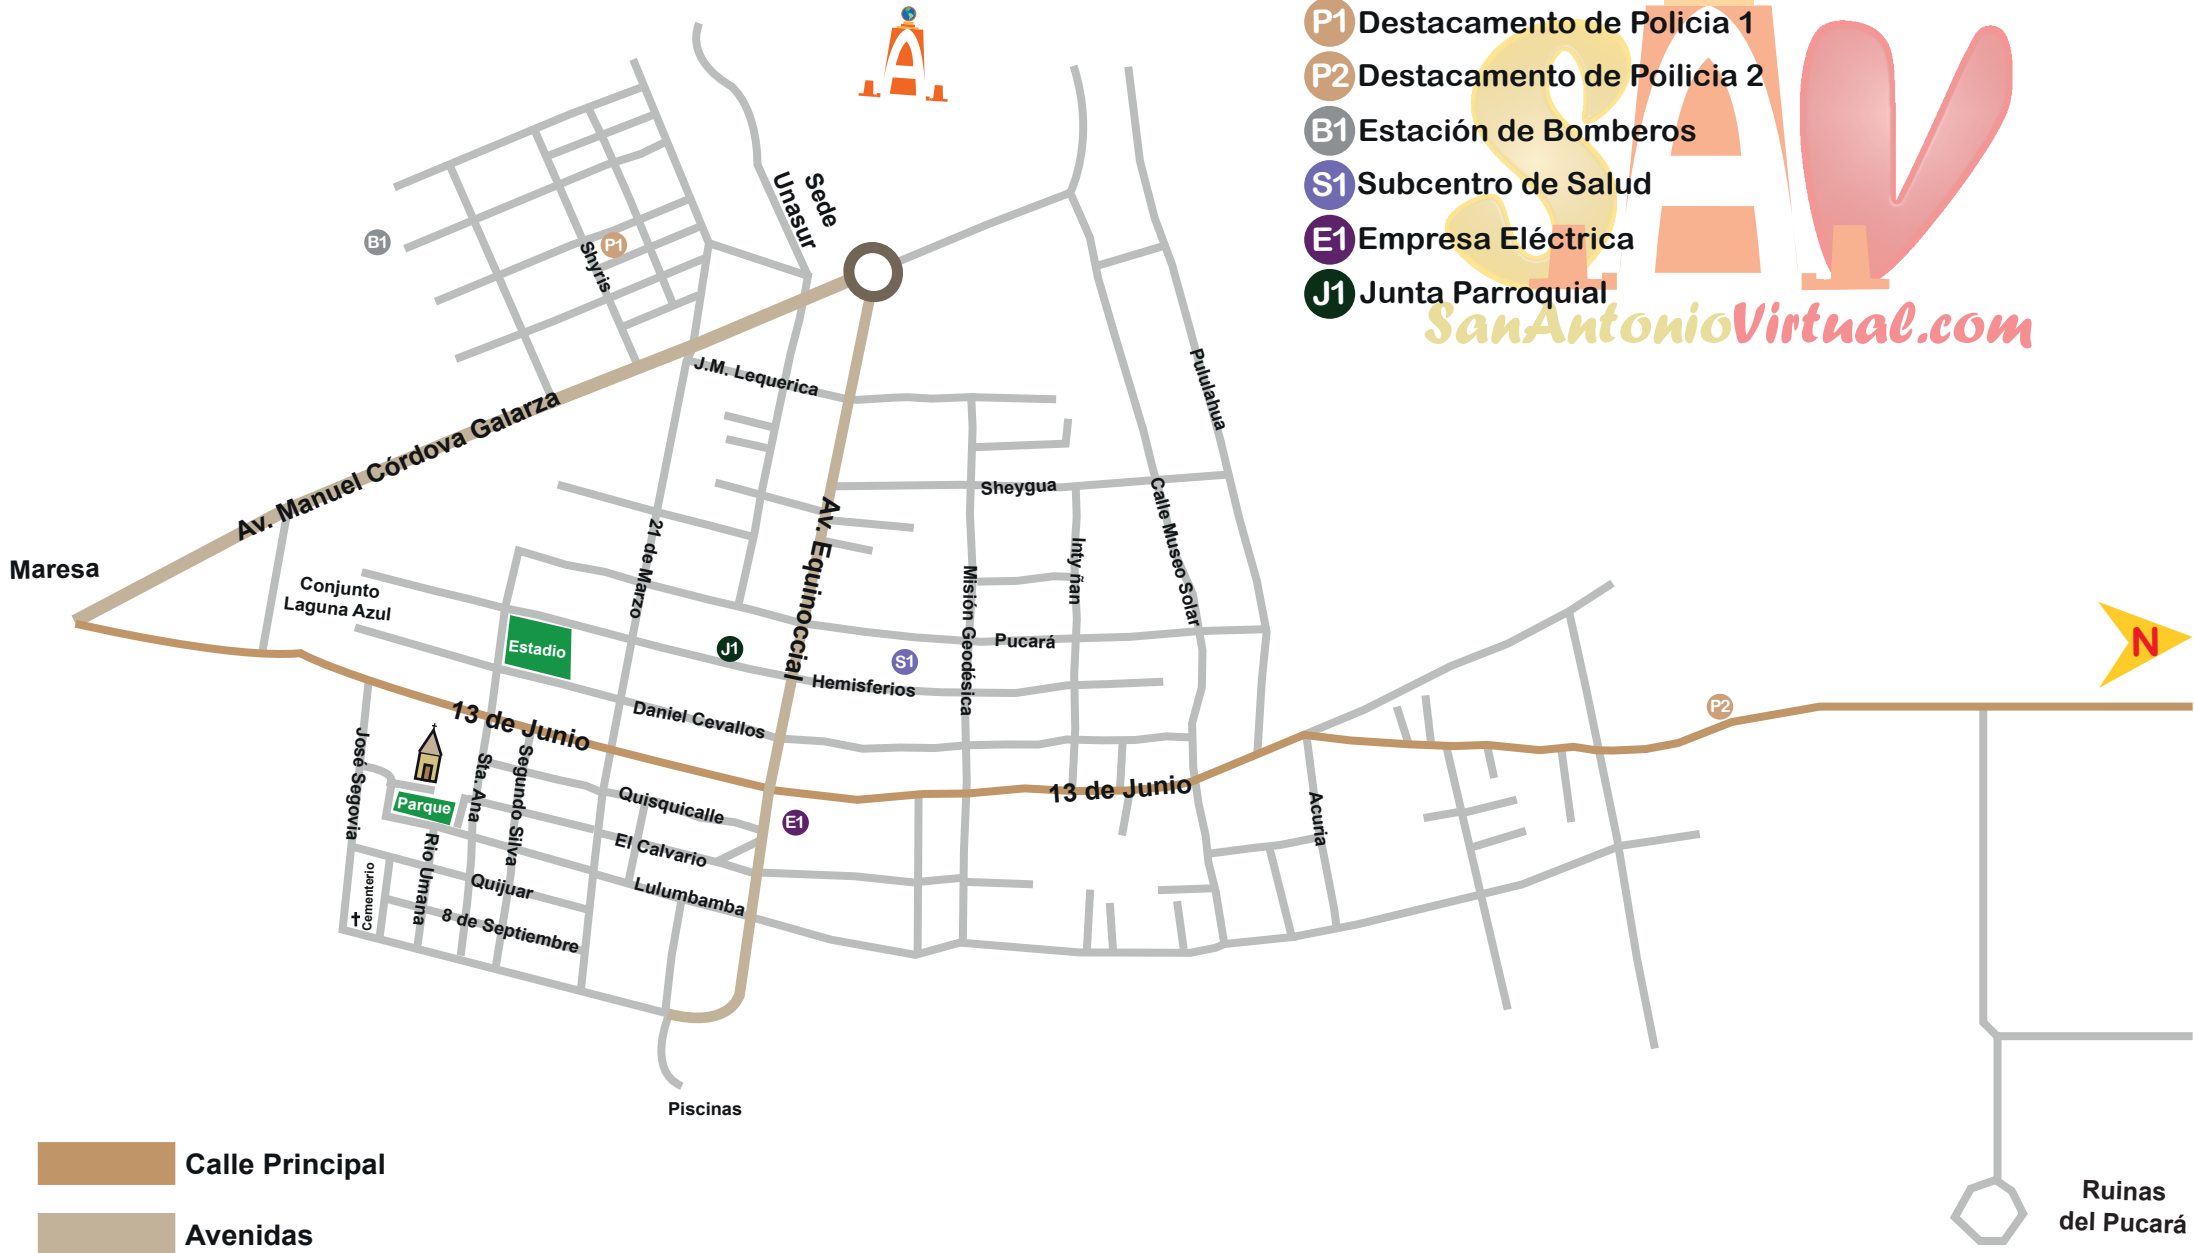 P1 Destacamento de Policia 1
P2 Destacamento de Poilicia 2
B1 Estación de Bomberos
S1 Subcentro de Salud
E1 Empresa Eléctrica
J1 Junta Parroquial
SAV
SanAntonioVirtual.com
Sede
Unasur
B1
P1
Shyris
J.M. Lequerica
Pululahua
Av. Manuel Córdova Galarza
Sheygua
Calle Museo Solar
Av. Equinoccial
21 de Marzo
Inty ñan
Misión Geodésica
Maresa
Conjunto
Laguna Azul
Estadio
J1
S1
Pucará
Hemisferios
N
Daniel Cevallos
13 de Junio
P2
13 de Junio
José Segovia
Sta. Ana
Segundo Silva
Quisquicalle
Parque
E1
Acuria
El Calvario
Rio Umana
Quijuar
Lulumbamba
Cementerio
8 de Septiembre
Piscinas
Calle Principal
Avenidas
Ruinas
del Pucará